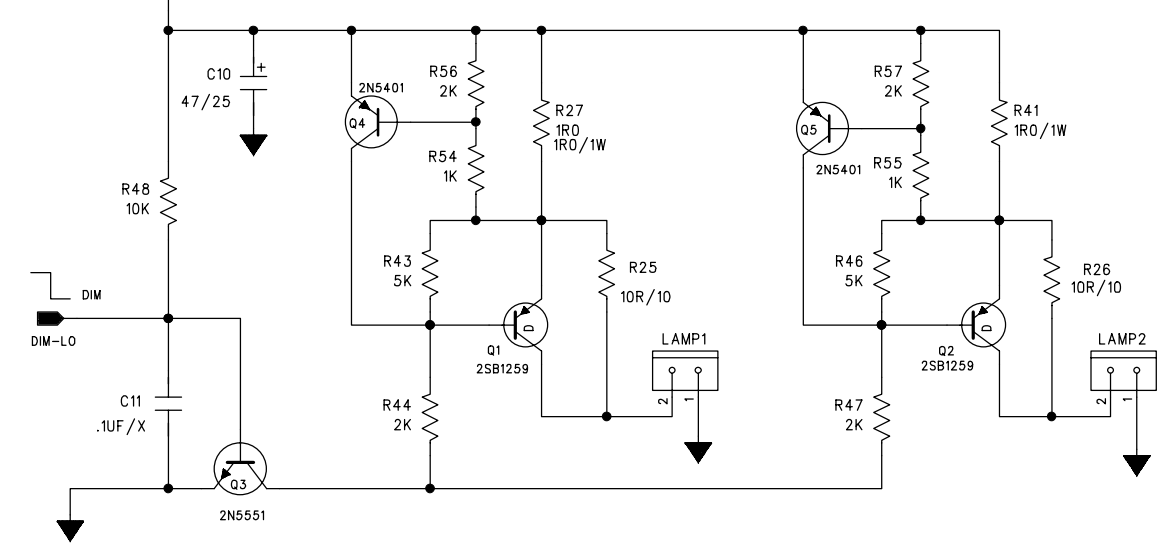 C10
+
47/25
2N5401
Q4
R56
2K
R54
1K
R27
1R0
1R0/1W
Q5
2N5401
R57
2K
R55
1K
R41
1R0/1W
R48
10K
R43
5K
R25
10R/10
R46
5K
R26
10R/10
DIM
DIM-LO
D
Q1
2SB1259
LAMP1
2
1
D
Q2
2SB1259
LAMP2
2
1
C11
.1UF/X
R44
2K
R47
2K
Q3
2N5551